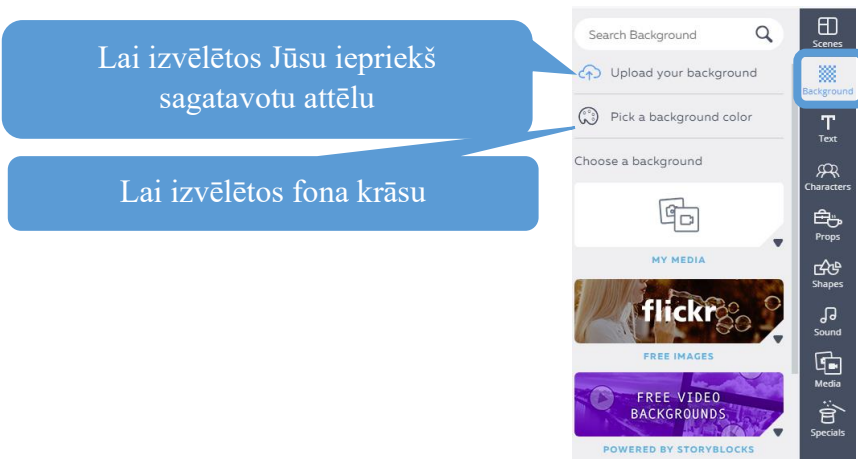 Lai izvēlētos Jūsu iepriekš
sagatavotu attēlu
Lai izvēlētos fona krāsu
Search Background
Upload your background
Pick a background color
Choose a background
MY MEDIA
flickr
FREE IMAGES
FREE VIDEO
BACKGROUNDS
POWERED BY STORYBLOCKS
Scenes
Background
T
Text
Characters
Props
Shapes
Sound
Media
Specials